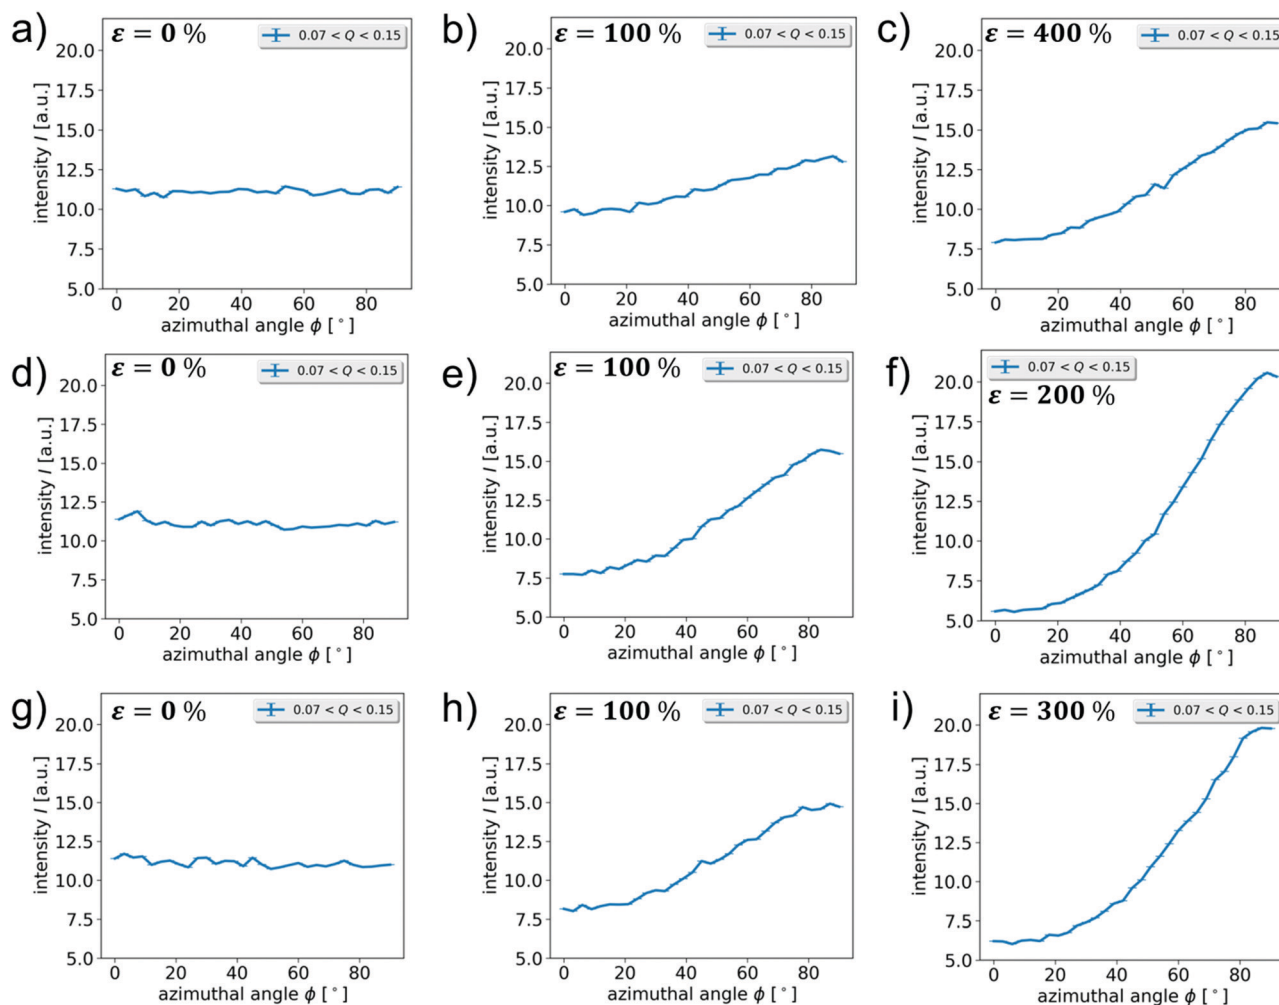 a)
ε = 0 %
0.07 < Q < 0.15
20.0
17.5
15.0
12.5
10.0
7.5
5.0
intensity I [a.u.]
0 20 40 60 80
azimuthal angle ϕ [°]
b)
ε = 100 %
0.07 < Q < 0.15
20.0
17.5
15.0
12.5
10.0
7.5
5.0
intensity I [a.u.]
0 20 40 60 80
azimuthal angle ϕ [°]
c)
ε = 400 %
0.07 < Q < 0.15
20.0
17.5
15.0
12.5
10.0
7.5
5.0
intensity I [a.u.]
0 20 40 60 80
azimuthal angle ϕ [°]
d)
ε = 0 %
0.07 < Q < 0.15
20.0
17.5
15.0
12.5
10.0
7.5
5.0
intensity I [a.u.]
0 20 40 60 80
azimuthal angle ϕ [°]
e)
ε = 100 %
0.07 < Q < 0.15
20.0
17.5
15.0
12.5
10.0
7.5
5.0
intensity I [a.u.]
0 20 40 60 80
azimuthal angle ϕ [°]
f)
0.07 < Q < 0.15
ε = 200 %
20.0
17.5
15.0
12.5
10.0
7.5
5.0
intensity I [a.u.]
0 20 40 60 80
azimuthal angle ϕ [°]
g)
ε = 0 %
0.07 < Q < 0.15
20.0
17.5
15.0
12.5
10.0
7.5
5.0
intensity I [a.u.]
0 20 40 60 80
azimuthal angle ϕ [°]
h)
ε = 100 %
0.07 < Q < 0.15
20.0
17.5
15.0
12.5
10.0
7.5
5.0
intensity I [a.u.]
0 20 40 60 80
azimuthal angle ϕ [°]
i)
ε = 300 %
0.07 < Q < 0.15
20.0
17.5
15.0
12.5
10.0
7.5
5.0
intensity I [a.u.]
0 20 40 60 80
azimuthal angle ϕ [°]